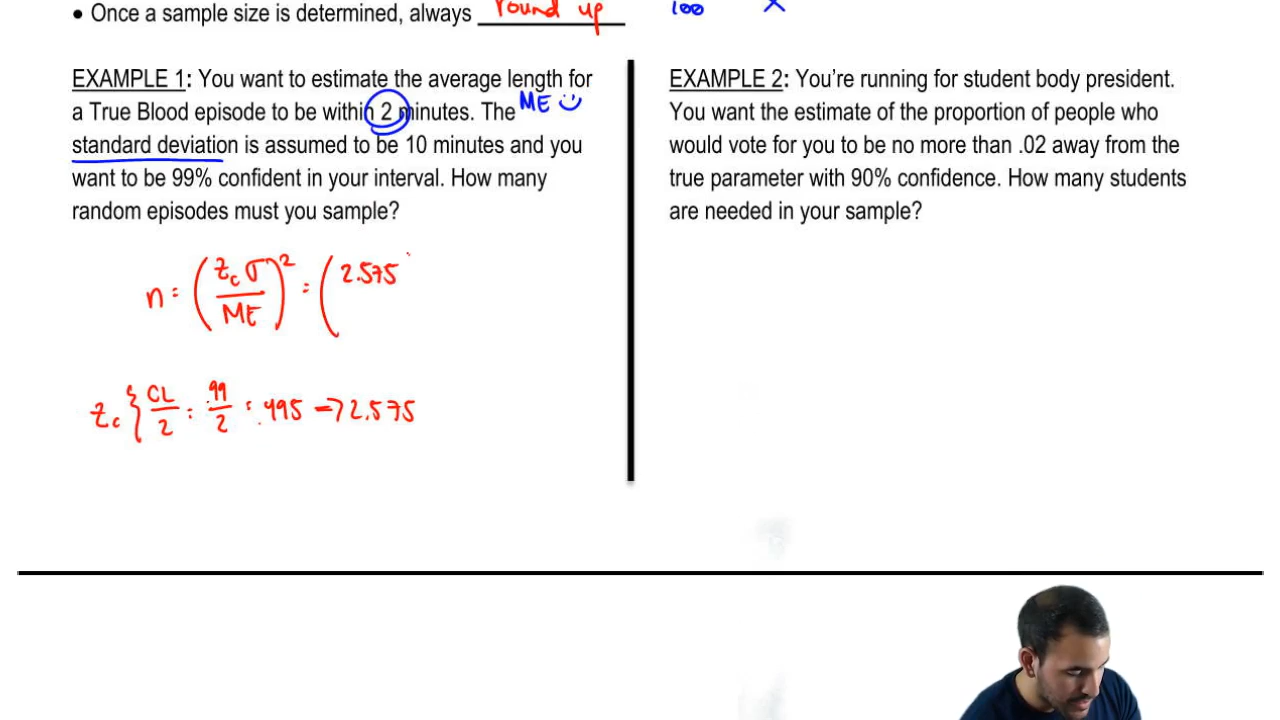 • Once a sample size is determined, always round up
100 X
EXAMPLE 1: You want to estimate the average length for
a True Blood episode to be within 2 minutes. The ME
standard deviation is assumed to be 10 minutes and you
want to be 99% confident in your interval. How many
random episodes must you sample?
n = (Zc σ / ME)² = (2.575
Zc { CL/2 = .99/2 = .495 → 2.575
EXAMPLE 2: You're running for student body president.
You want the estimate of the proportion of people who
would vote for you to be no more than .02 away from the
true parameter with 90% confidence. How many students
are needed in your sample?